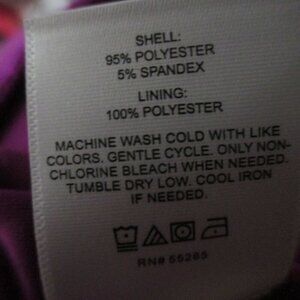 SHELL:
95% POLYESTER
5% SPANDEX
LINING:
100% POLYESTER
MACHINE WASH COLD WITH LIKE
COLORS. GENTLE CYCLE. ONLY NON-
CHLORINE BLEACH WHEN NEEDED.
TUMBLE DRY LOW. COOL IRON
IF NEEDED.
RN# 55285